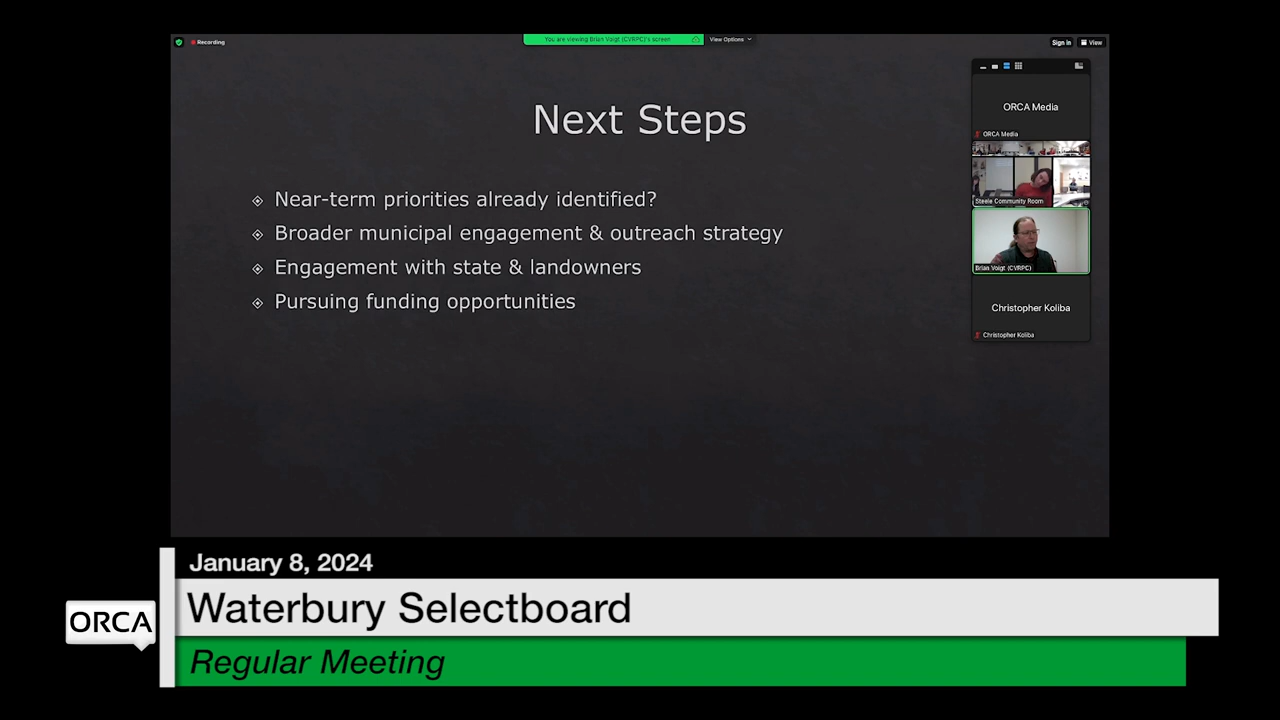 Recording
You are viewing Brian Voigt (CVRPC)'s screen
View Options
Sign in
View
Next Steps
Near-term priorities already identified?
Broader municipal engagement & outreach strategy
Engagement with state & landowners
Pursuing funding opportunities
ORCA Media
ORCA Media
Steele Community Room
Brian Voigt (CVRPC)
Christopher Koliba
Christopher Koliba
January 8, 2024
Waterbury Selectboard
ORCA
Regular Meeting